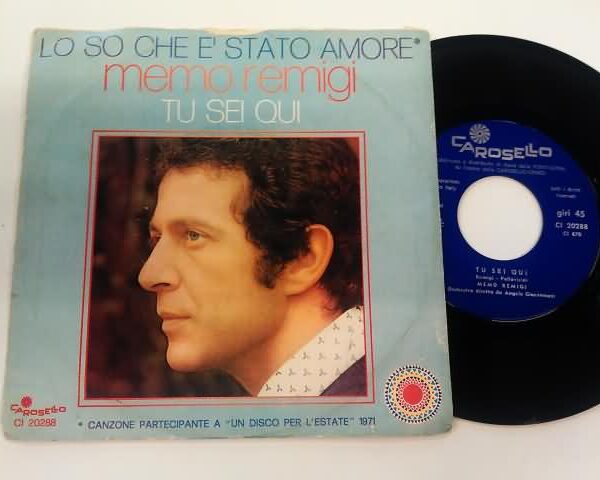 LO SO CHE E' STATO AMORE*
memo remigi
TU SEI QUI
CAROSELLO
CI 20288
* CANZONE PARTECIPANTE A "UN DISCO PER L'ESTATE" 1971
CAROSELLO
giri 45
CI 20288
TU SEI QUI
MEMO REMIGI